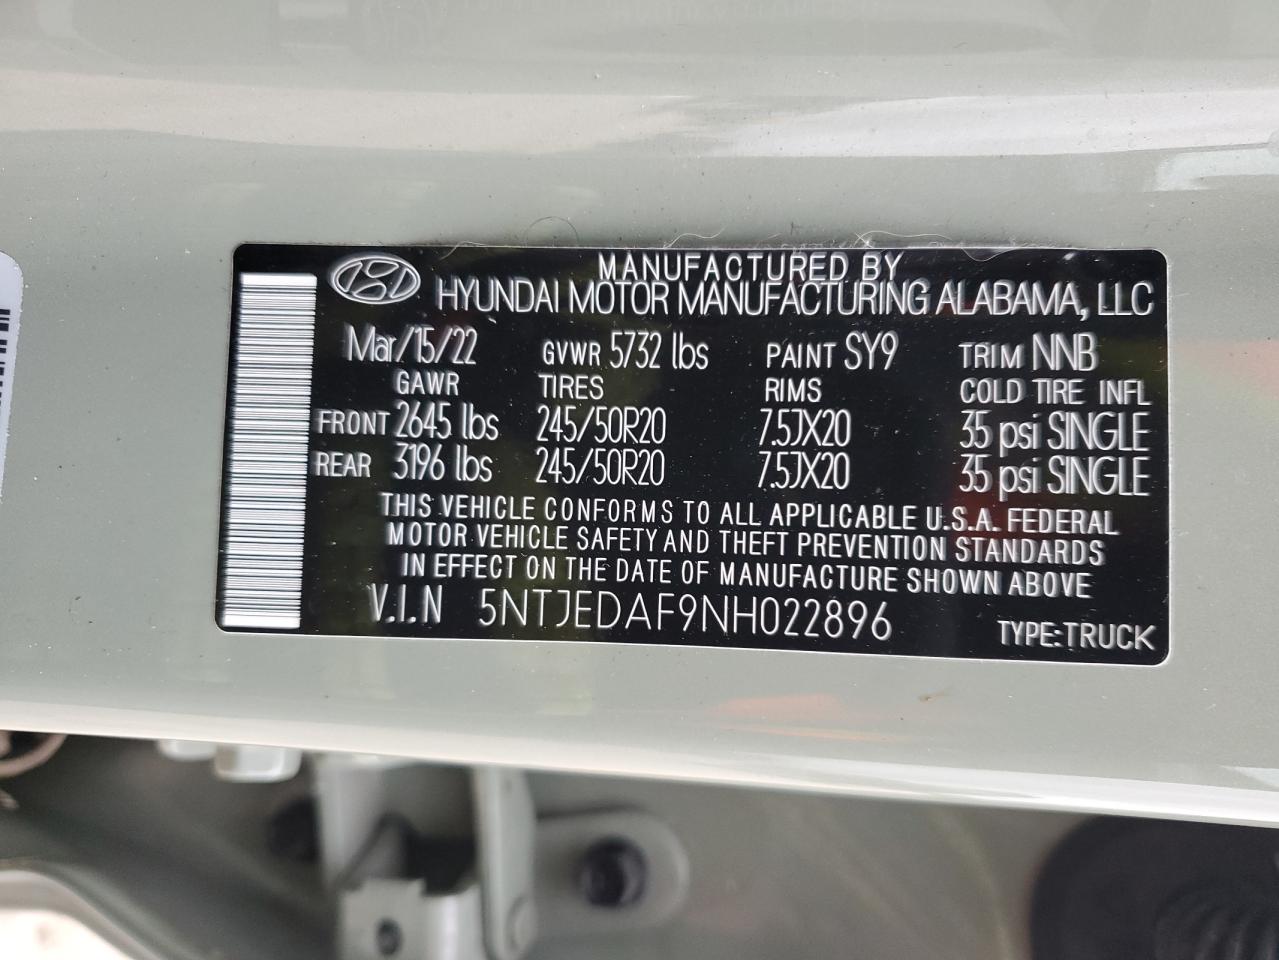 MANUFACTURED BY
HYUNDAI MOTOR MANUFACTURING ALABAMA, LLC
Mar/15/22 GVWR 5732 lbs PAINT SY9 TRIM NNB
GAWR TIRES RIMS COLD TIRE INFL
FRONT 2645 lbs 245/50R20 7.5JX20 35 psi SINGLE
REAR 3196 lbs 245/50R20 7.5JX20 35 psi SINGLE
THIS VEHICLE CONFORMS TO ALL APPLICABLE U.S.A. FEDERAL
MOTOR VEHICLE SAFETY AND THEFT PREVENTION STANDARDS
IN EFFECT ON THE DATE OF MANUFACTURE SHOWN ABOVE
V.I.N 5NTJEDAF9NH022896 TYPE:TRUCK